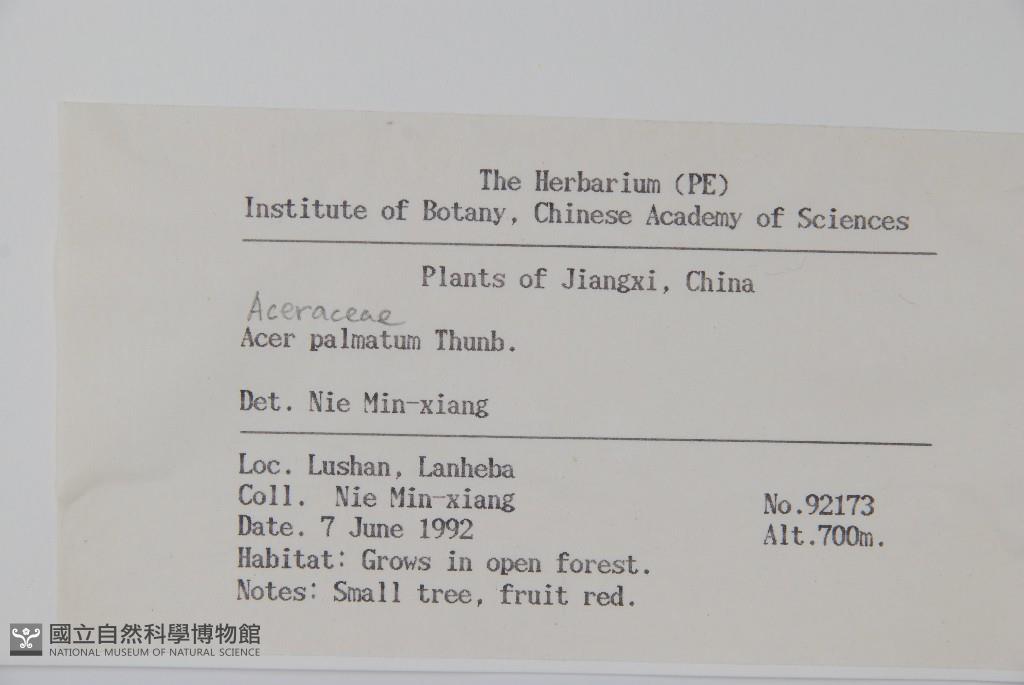 The Herbarium (PE)
Institute of Botany, Chinese Academy of Sciences
Plants of Jiangxi, China
Aceraceae
Acer palmatum Thunb.
Det. Nie Min-xiang
Loc. Lushan, Lanheba
Coll. Nie Min-xiang No.92173
Date. 7 June 1992 Alt.700m.
Habitat: Grows in open forest.
Notes: Small tree, fruit red.
國立自然科學博物館
NATIONAL MUSEUM OF NATURAL SCIENCE